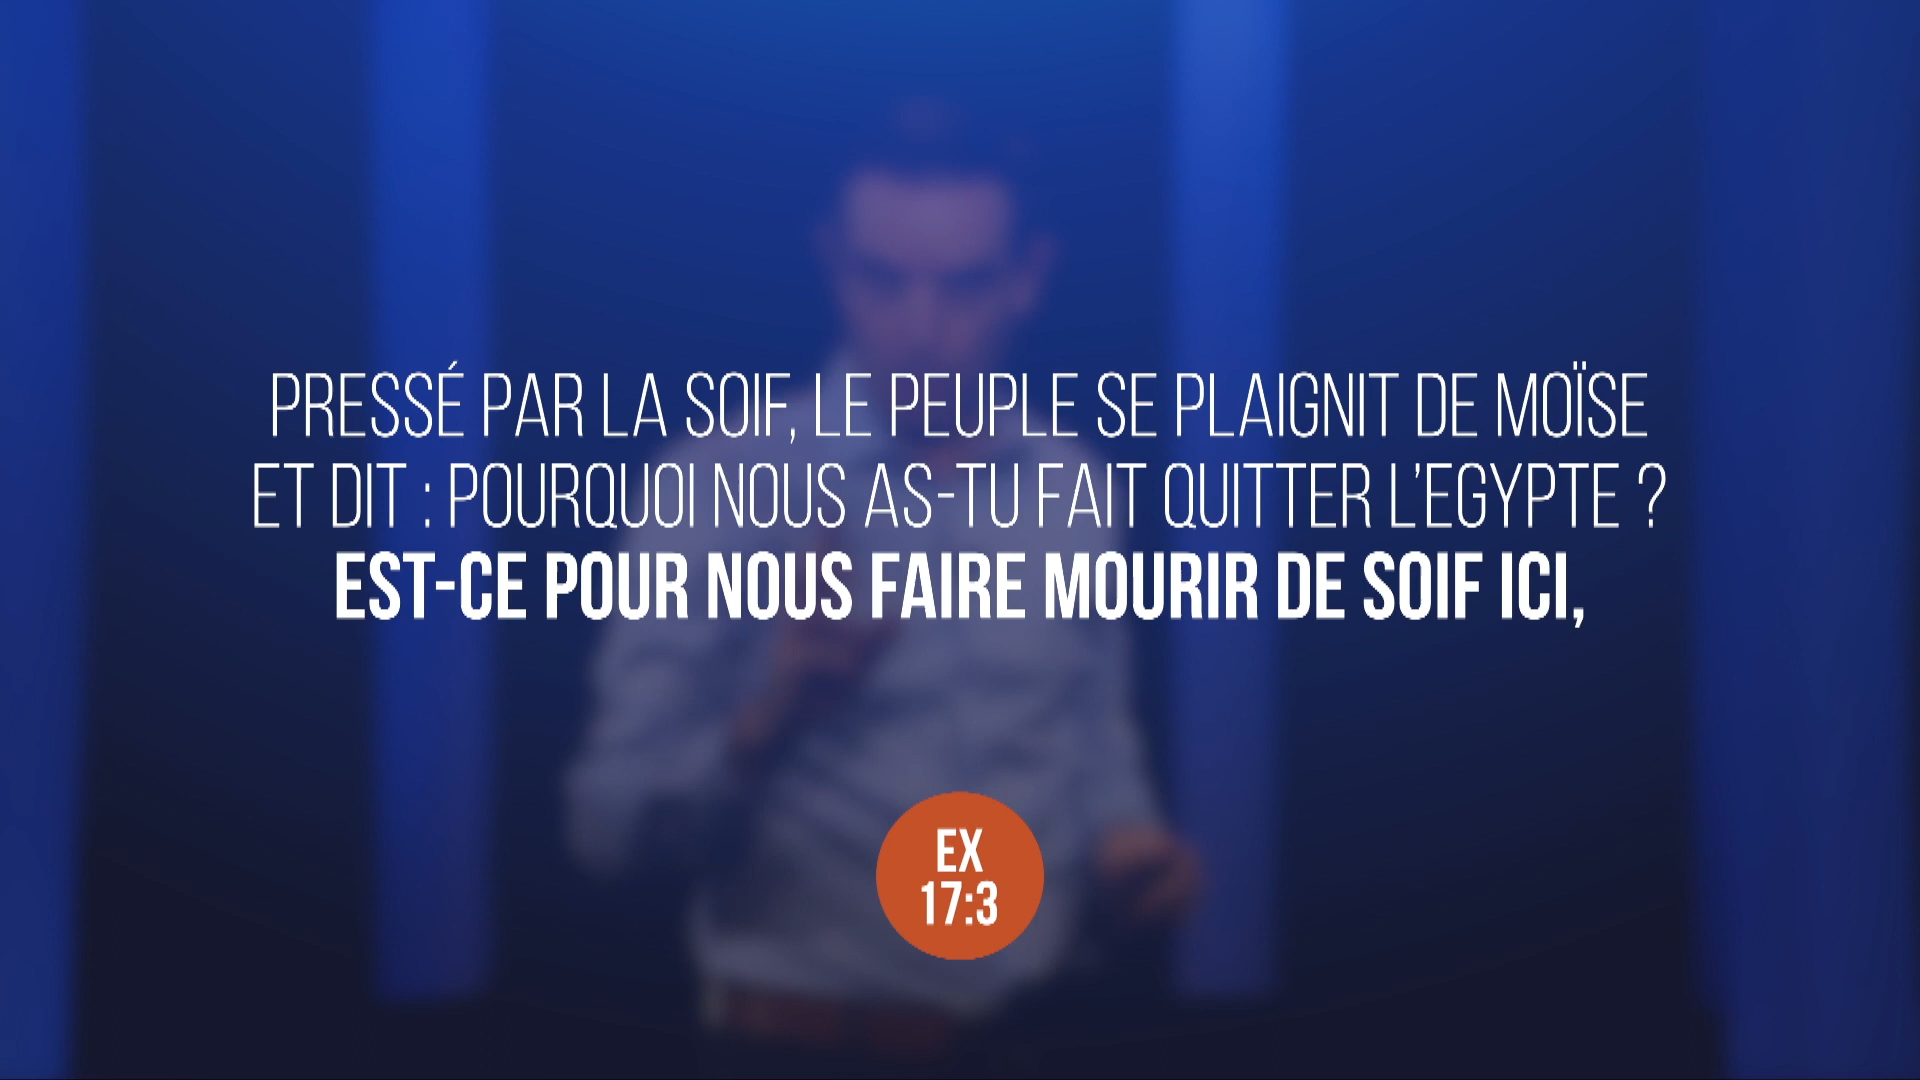 PRESSÉ PAR LA SOIF, LE PEUPLE SE PLAIGNIT DE MOÏSE
ET DIT : POURQUOI NOUS AS-TU FAIT QUITTER L'EGYPTE ?
EST-CE POUR NOUS FAIRE MOURIR DE SOIF ICI,
EX
17:3